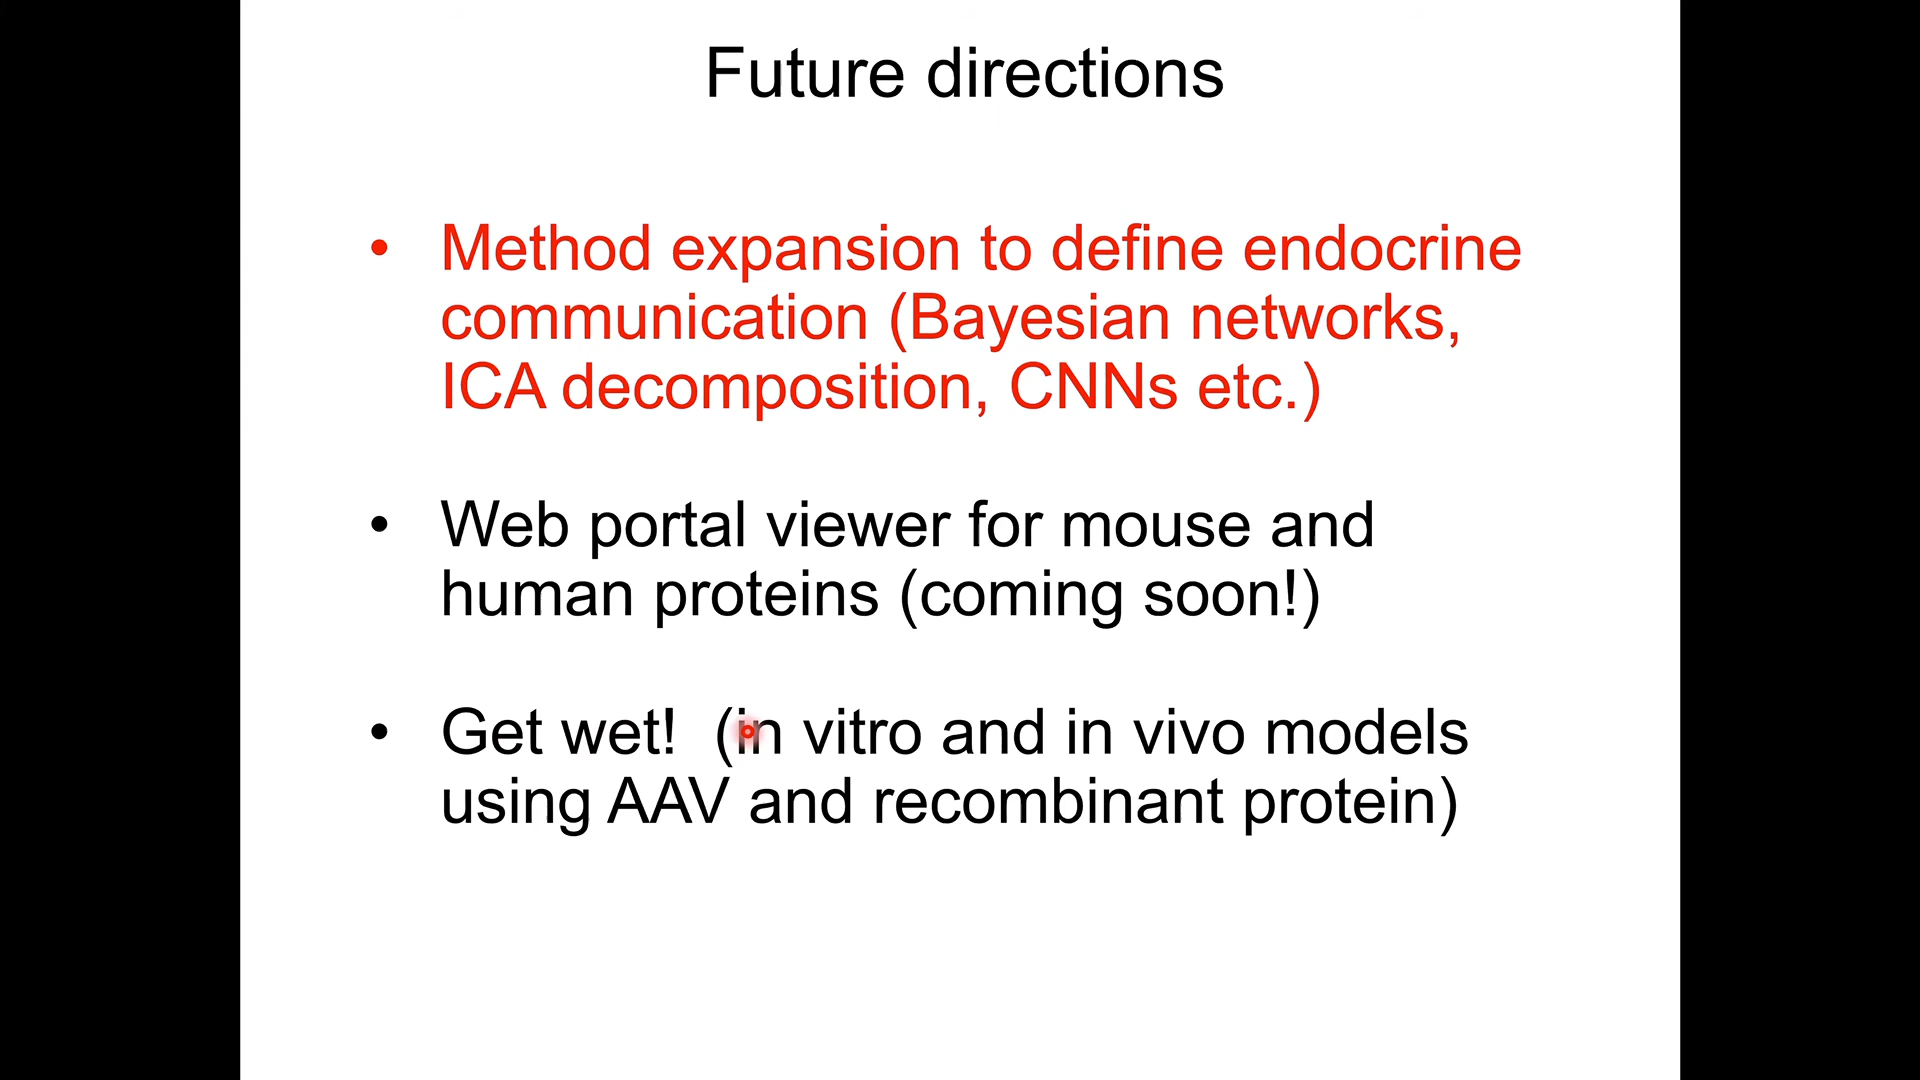 Future directions
• Method expansion to define endocrine
communication (Bayesian networks,
ICA decomposition, CNNs etc.)
• Web portal viewer for mouse and
human proteins (coming soon!)
• Get wet!  (in vitro and in vivo models
using AAV and recombinant protein)